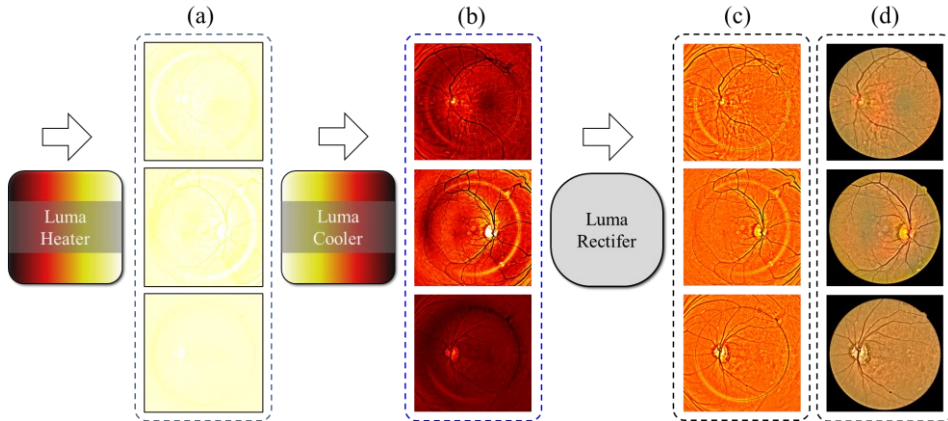 (a)
(b)
(c)
(d)
Luma
Heater
Luma
Cooler
Luma
Rectifer